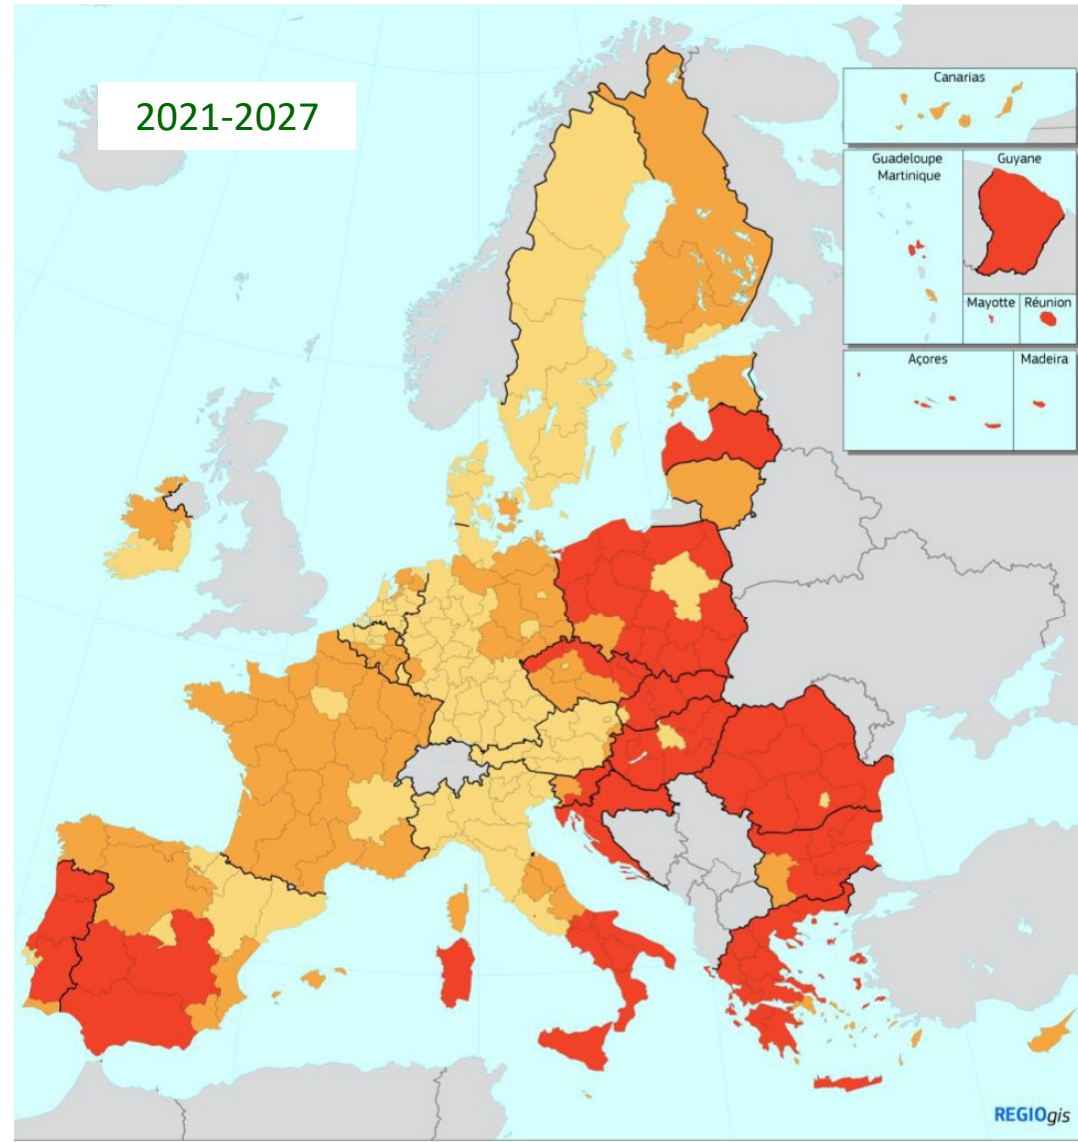 2021-2027
Canarias
Guadeloupe
Martinique
Guyane
Mayotte
Réunion
Açores
Madeira
REGIOgis